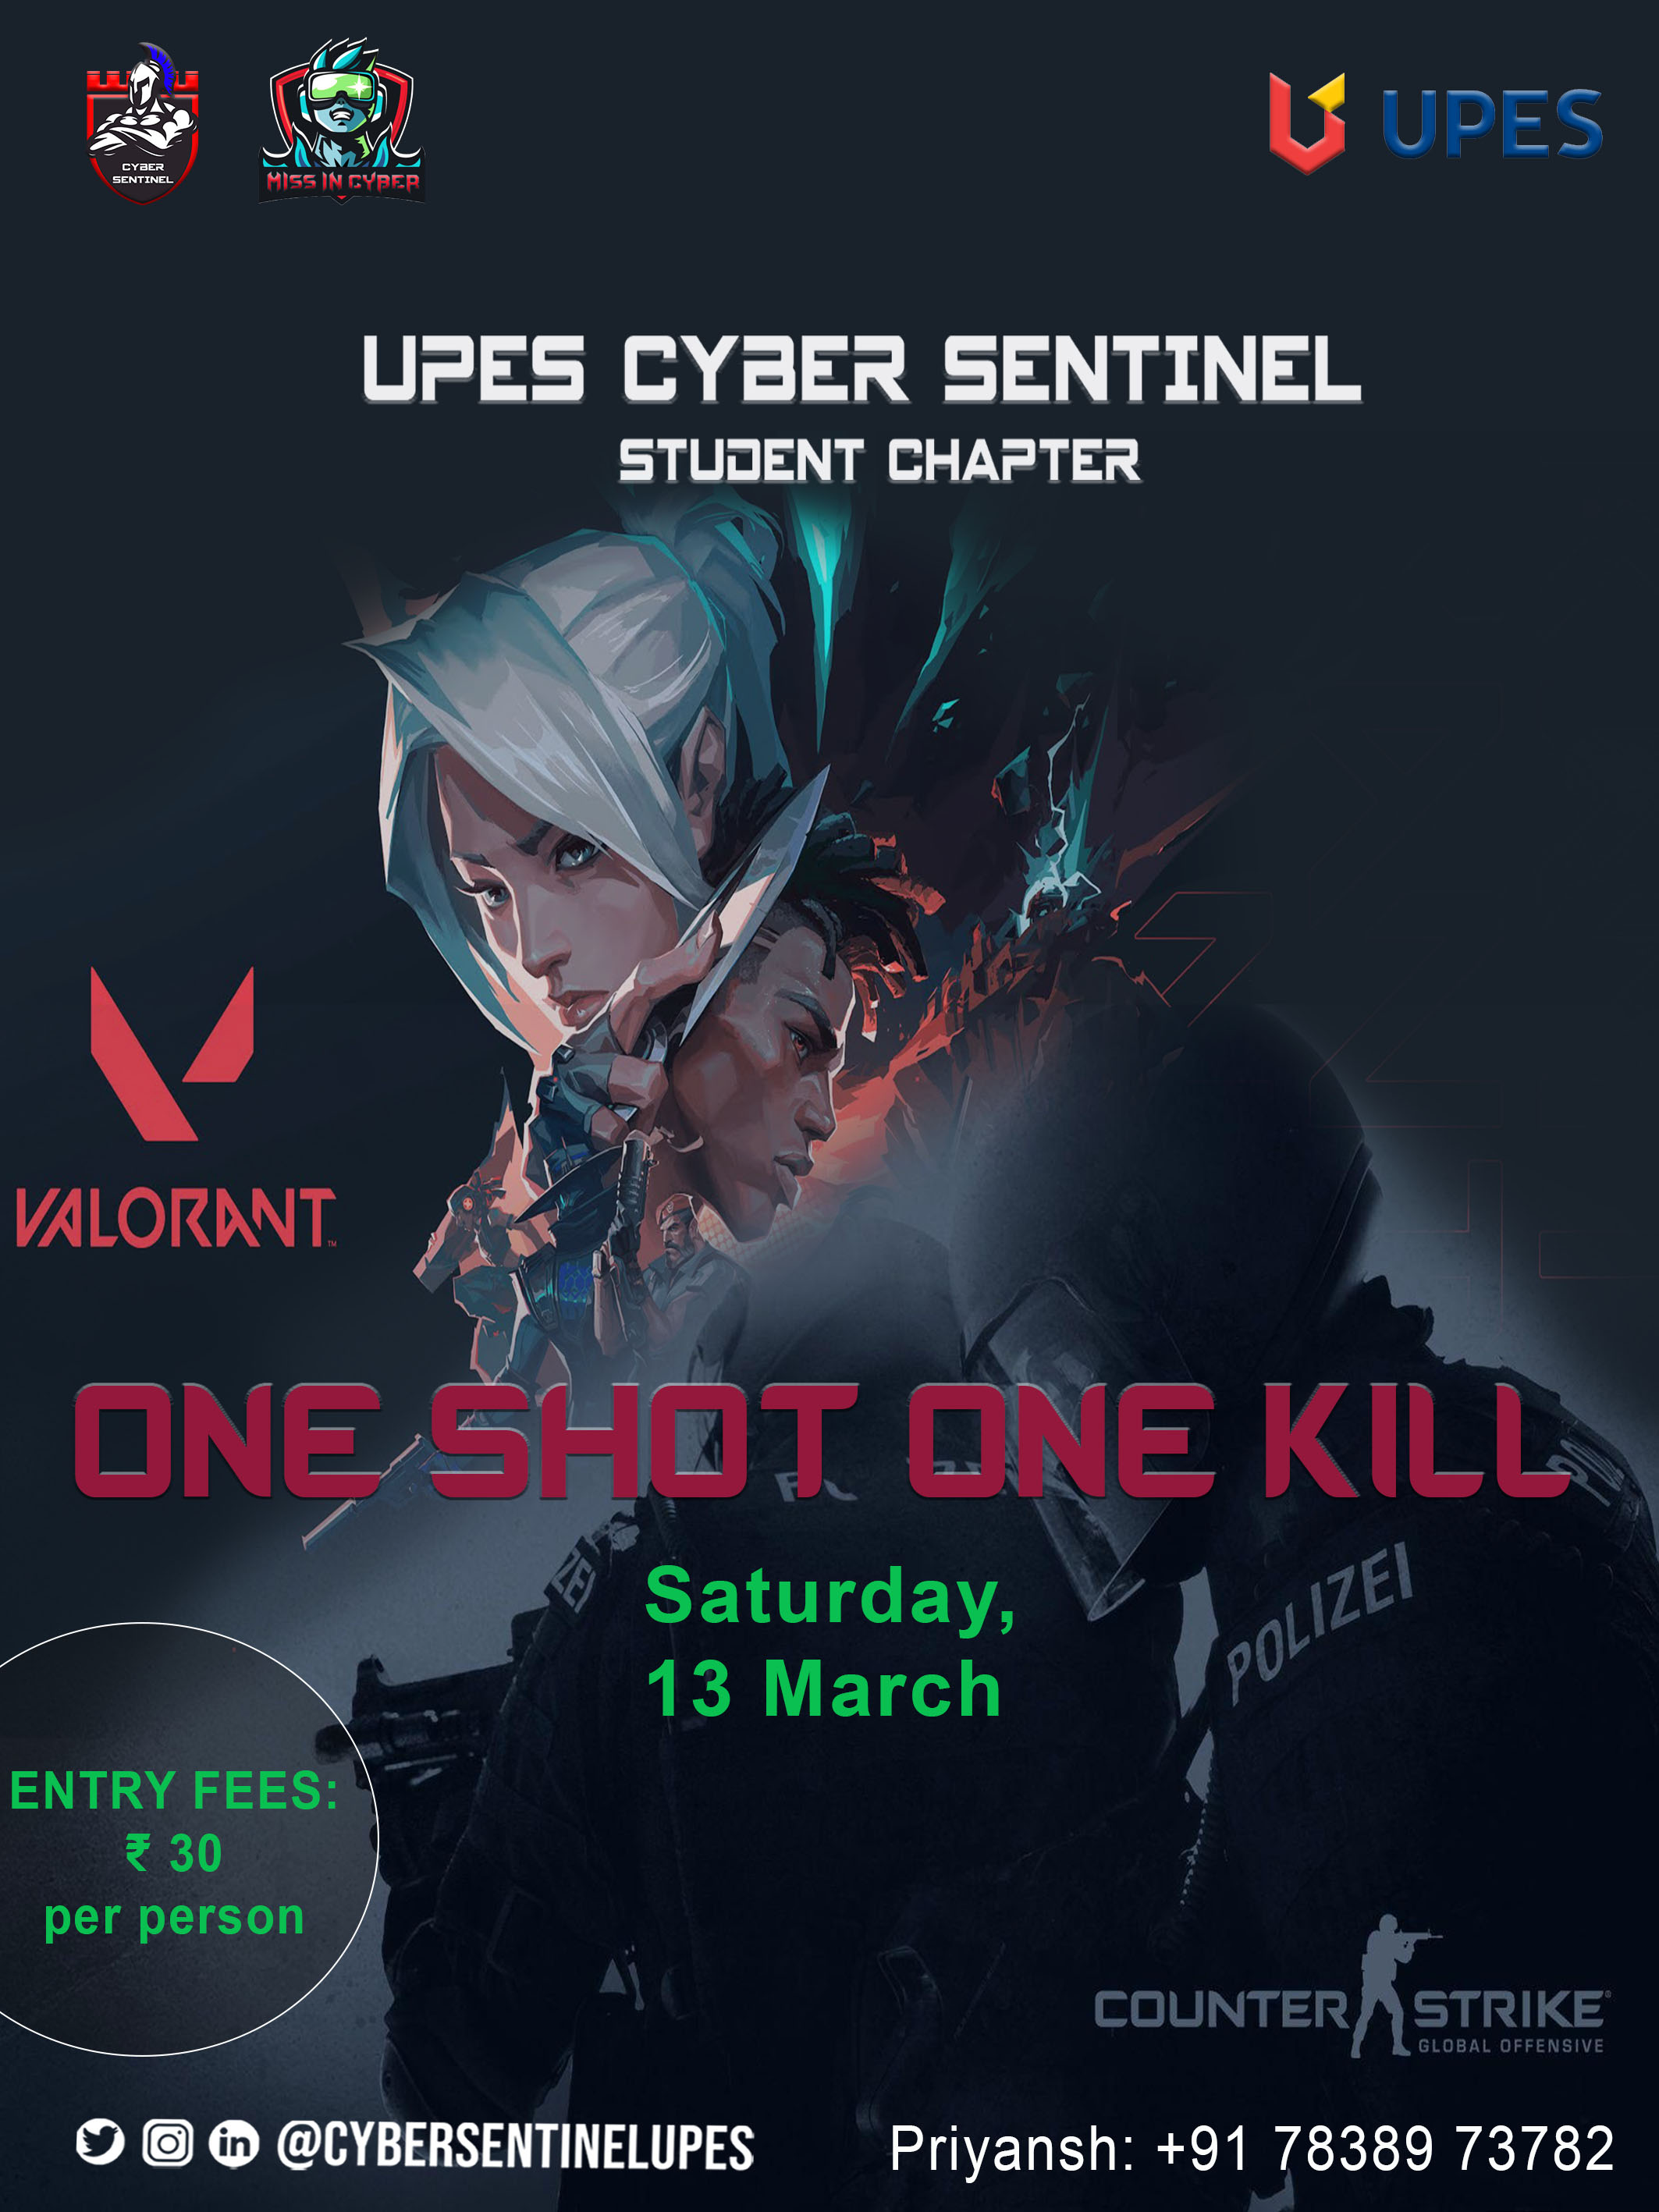 CYBER
SENTINEL
MISS IN CYBER
UPES
UPES CYBER SENTINEL
STUDENT CHAPTER
VALORANT™
ONE SHOT ONE KILL
Saturday,
13 March
POLIZEI
ENTRY FEES:
₹ 30
per person
COUNTER STRIKE
GLOBAL OFFENSIVE
@CYBERSENTINELUPES
Priyansh: +91 78389 73782